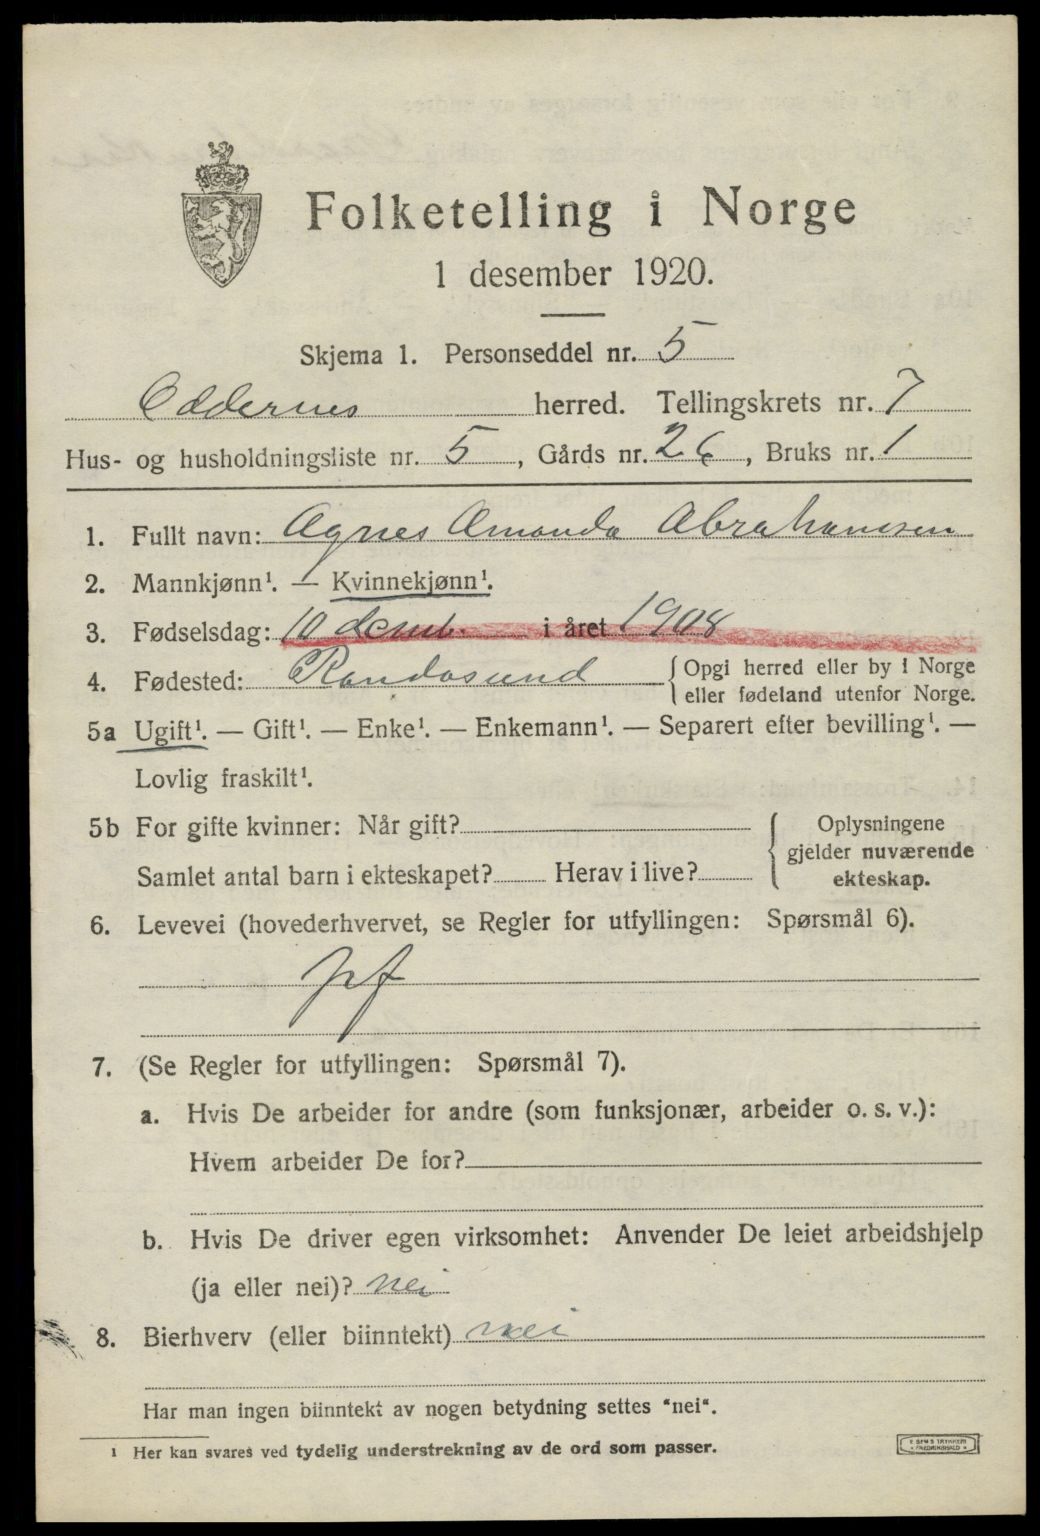 Folketelling i Norge
1 desember 1920.
Skjema 1. Personseddel nr. 5
Oddernes herred. Tellingskrets nr. 7
Hus- og husholdningsliste nr. 5, Gårds nr. 26, Bruks nr. 1
1. Fullt navn: Agnes Amanda Abrahamsen
2. Mannkjønn¹. — Kvinnekjønn¹.
3. Fødselsdag: 10 decmb. i året 1908
4. Fødested: Randøsund { Opgi herred eller by i Norge
eller fødeland utenfor Norge.
5a Ugift¹. — Gift¹. — Enke¹. — Enkemann¹. — Separert efter bevilling¹. —
Lovlig fraskilt¹.
5b For gifte kvinner: Når gift? { Oplysningene
gjelder nuværende
Samlet antal barn i ekteskapet? Herav i live? ekteskap.
6. Levevei (hovederhvervet, se Regler for utfyllingen: Spørsmål 6).
7. (Se Regler for utfyllingen: Spørsmål 7).
a. Hvis De arbeider for andre (som funksjonær, arbeider o. s. v.):
Hvem arbeider De for?
b. Hvis De driver egen virksomhet: Anvender De leiet arbeidshjelp
(ja eller nei)? nei
8. Bierhverv (eller biinntekt) nei
Har man ingen biinntekt av nogen betydning settes "nei".
¹ Her kan svares ved tydelig understrekning av de ord som passer.